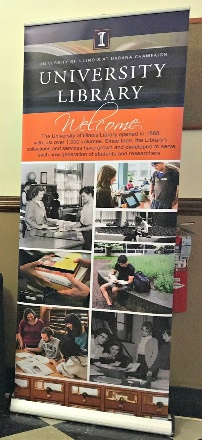 I
UNIVERSITY OF ILLINOIS AT URBANA-CHAMPAIGN
UNIVERSITY
LIBRARY
Welcome
The University of Illinois Library opened in 1868
with just over 1,000 volumes. Since then, the Library's
collections and services have grown and developed to serve
each new generation of students and researchers.